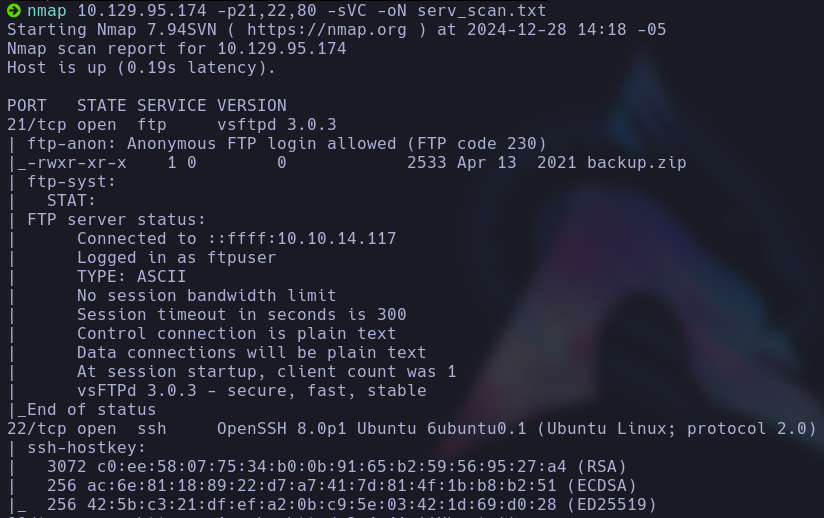 nmap 10.129.95.174 -p21,22,80 -sVC -oN serv_scan.txt
Starting Nmap 7.94SVN ( https://nmap.org ) at 2024-12-28 14:18 -05
Nmap scan report for 10.129.95.174
Host is up (0.19s latency).
PORT   STATE SERVICE VERSION
21/tcp open  ftp     vsftpd 3.0.3
| ftp-anon: Anonymous FTP login allowed (FTP code 230)
|_-rwxr-xr-x    1 0        0            2533 Apr 13  2021 backup.zip
| ftp-syst:
|   STAT:
| FTP server status:
|      Connected to ::ffff:10.10.14.117
|      Logged in as ftpuser
|      TYPE: ASCII
|      No session bandwidth limit
|      Session timeout in seconds is 300
|      Control connection is plain text
|      Data connections will be plain text
|      At session startup, client count was 1
|      vsFTPd 3.0.3 - secure, fast, stable
|_End of status
22/tcp open  ssh     OpenSSH 8.0p1 Ubuntu 6ubuntu0.1 (Ubuntu Linux; protocol 2.0)
| ssh-hostkey:
|   3072 c0:ee:58:07:75:34:b0:0b:91:65:b2:59:56:95:27:a4 (RSA)
|   256 ac:6e:81:18:89:22:d7:a7:41:7d:81:4f:1b:b8:b2:51 (ECDSA)
|_  256 42:5b:c3:21:df:ef:a2:0b:c9:5e:03:42:1d:69:d0:28 (ED25519)